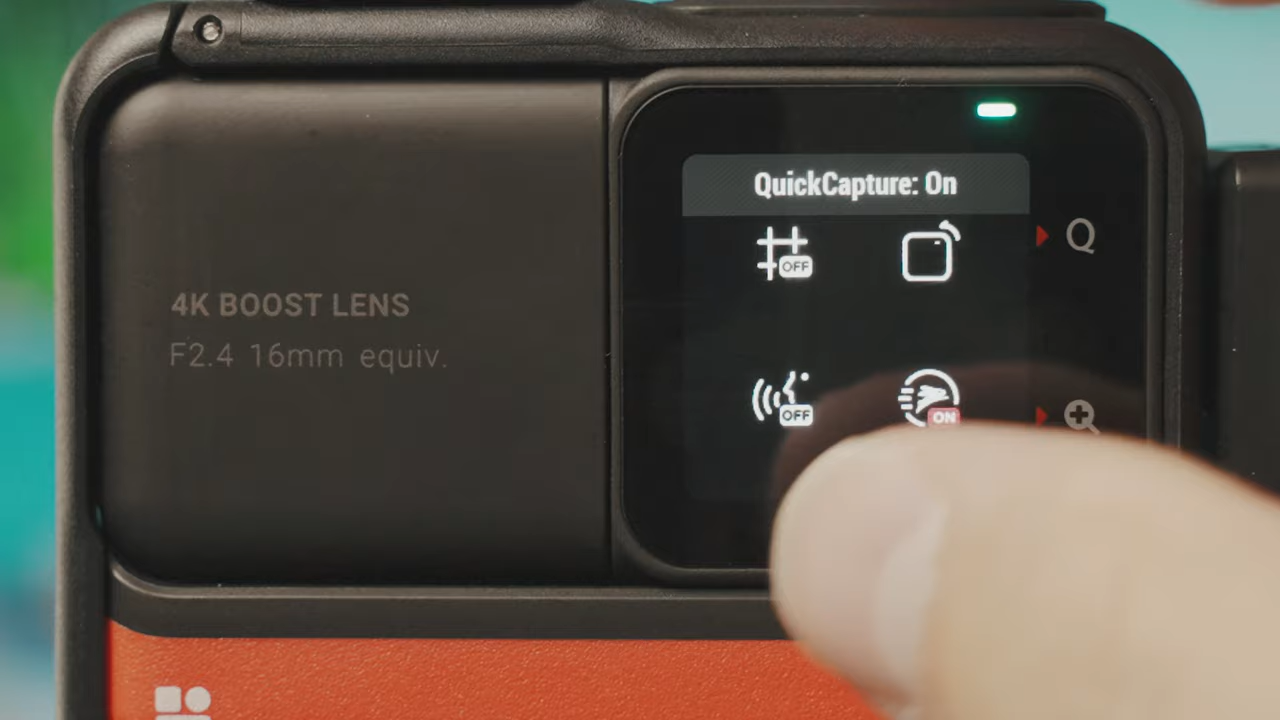 QuickCapture: On
OFF
Q
4K BOOST LENS
F2.4 16mm equiv.
OFF
ON